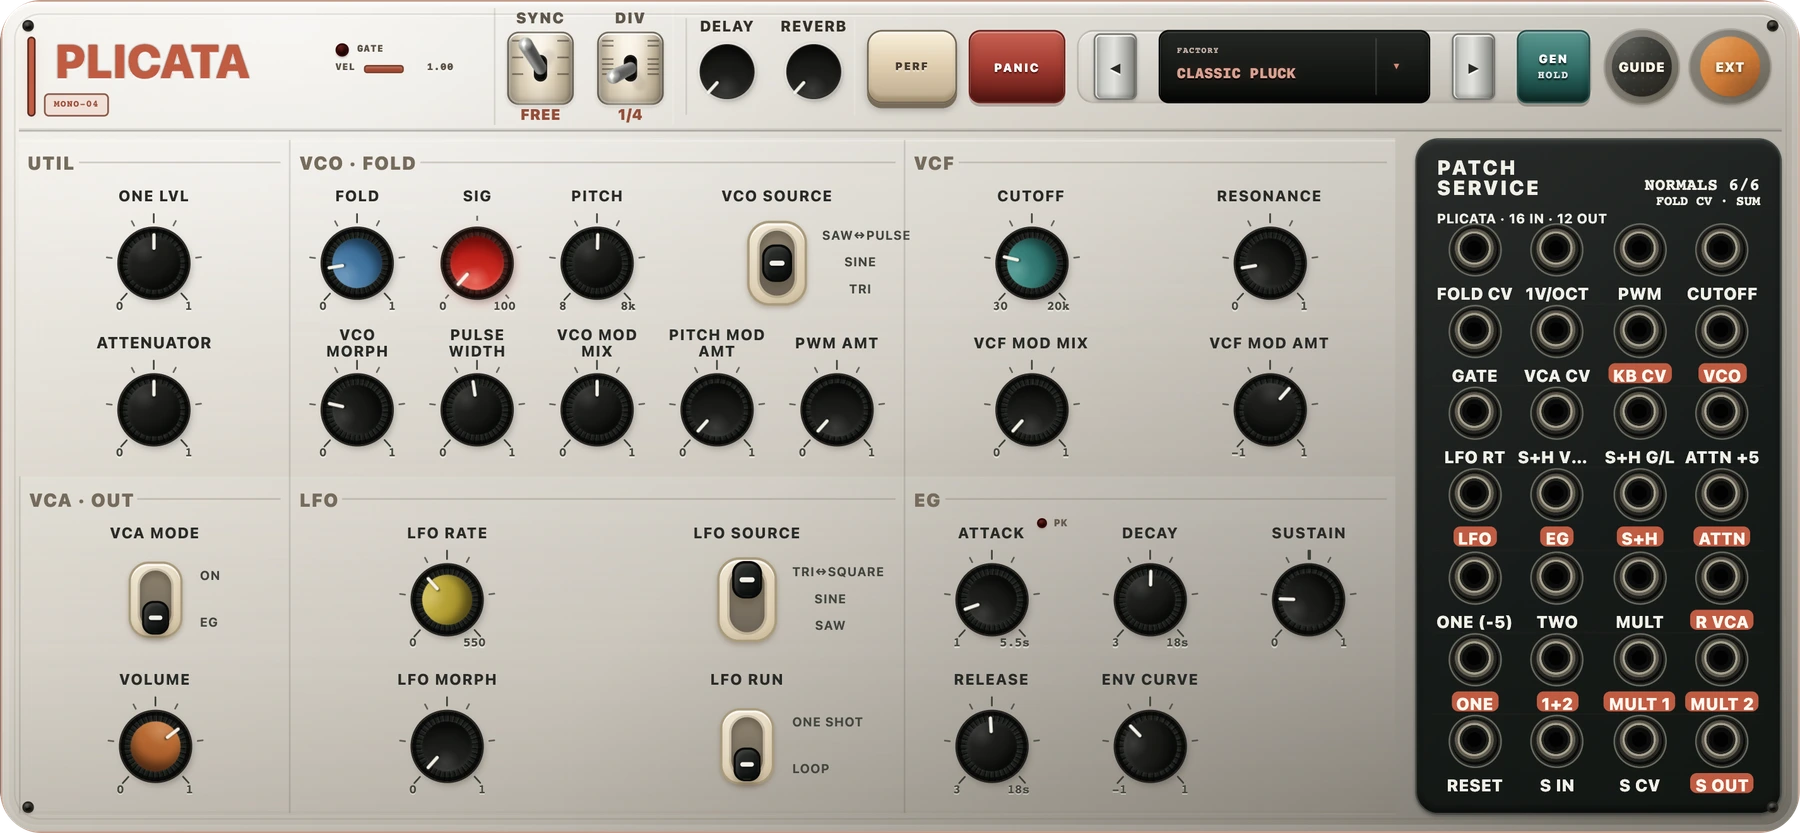 PLICATA
MONO-04
GATE
VEL 1.00
SYNC
FREE
DIV
1/4
DELAY
REVERB
PERF
PANIC
◀
FACTORY
CLASSIC PLUCK
▼
▶
GEN
HOLD
GUIDE
EXT
UTIL
ONE LVL
0 1
ATTENUATOR
0 1
VCO · FOLD
FOLD SIG PITCH VCO SOURCE
0 1 0 100 8 8k
SAW↔PULSE
SINE
TRI
VCO MORPH
PULSE WIDTH
VCO MOD MIX
PITCH MOD AMT
PWM AMT
0 1 0 1 0 1 0 1 0 1
VCF
CUTOFF RESONANCE
30 20k 0 1
VCF MOD MIX VCF MOD AMT
0 1 −1 1
VCA · OUT
VCA MODE
ON
EG
VOLUME
0 1
LFO
LFO RATE LFO SOURCE
0 550
TRI↔SQUARE
SINE
SAW
LFO MORPH LFO RUN
0 1
ONE SHOT
LOOP
EG
ATTACK PK DECAY SUSTAIN
1 5.5s 3 18s 0 1
RELEASE ENV CURVE
3 18s −1 1
PATCH
SERVICE
NORMALS 6/6
FOLD CV · SUM
PLICATA · 16 IN · 12 OUT
FOLD CV 1V/OCT PWM CUTOFF
GATE VCA CV KB CV VCO
LFO RT S+H V... S+H G/L ATTN +5
LFO EG S+H ATTN
ONE (-5) TWO MULT R VCA
ONE 1+2 MULT 1 MULT 2
RESET S IN S CV S OUT